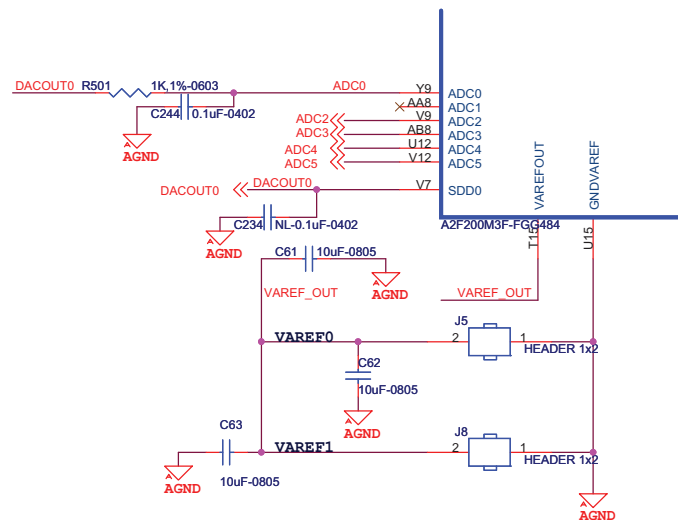 DACOUT0 R501 1K,1%-0603 ADC0 Y9 ADC0
AA8 ADC1
C244 0.1uF-0402 ADC2 V9 ADC2
ADC3 AB8 ADC3
AGND ADC4 U12 ADC4
ADC5 V12 ADC5
DACOUT0 DACOUT0 V7 SDD0
VAREFOUT
GNDVAREF
C234 NL-0.1uF-0402 A2F200M3F-FGG484
AGND
T15
U15
C61 10uF-0805
AGND
VAREF_OUT VAREF_OUT
J5
VAREF0 2 1
HEADER 1x2
C62
10uF-0805
AGND
C63 J8
VAREF1 2 1
HEADER 1x2
AGND
10uF-0805
AGND